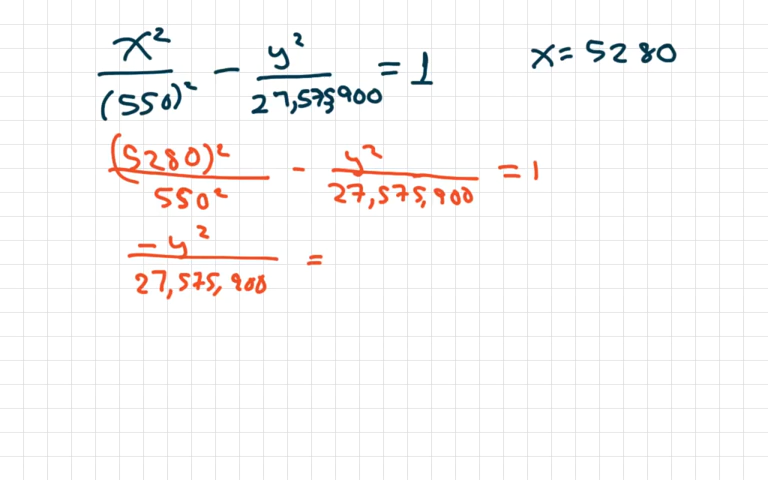 x²/(550)² - y²/27,575,900 = 1 x = 5280
(5280)²/550² - y²/27,575,900 = 1
-y²/27,575,900 =